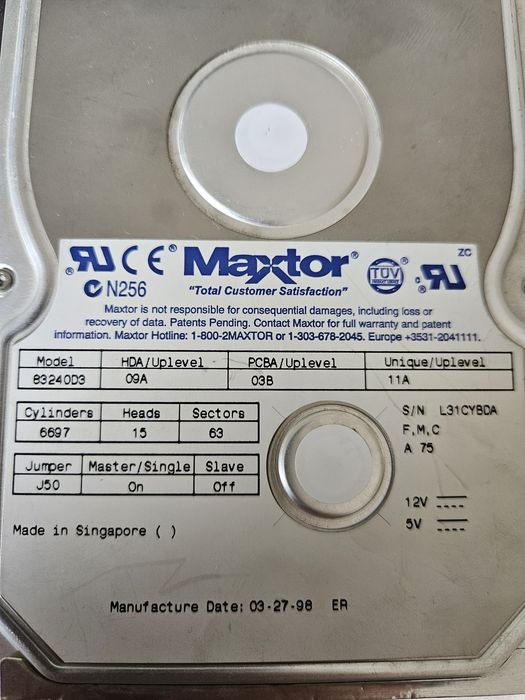 ZC
CE Maxtor® TÜV
N256 "Total Customer Satisfaction"
Maxtor is not responsible for consequential damages, including loss or
recovery of data. Patents Pending. Contact Maxtor for full warranty and patent
information. Maxtor Hotline: 1-800-2MAXTOR or 1-303-678-2045. Europe +3531-2041111.
Model HDA/Uplevel PCBA/Uplevel Unique/Uplevel
83240D3 09A 03B 11A
Cylinders Heads Sectors
6697 15 63
S/N L31CYBDA
F,M,C
A 75
Jumper Master/Single Slave
J50 On Off
12V
5V
Made in Singapore ( )
Manufacture Date: 03-27-98 ER